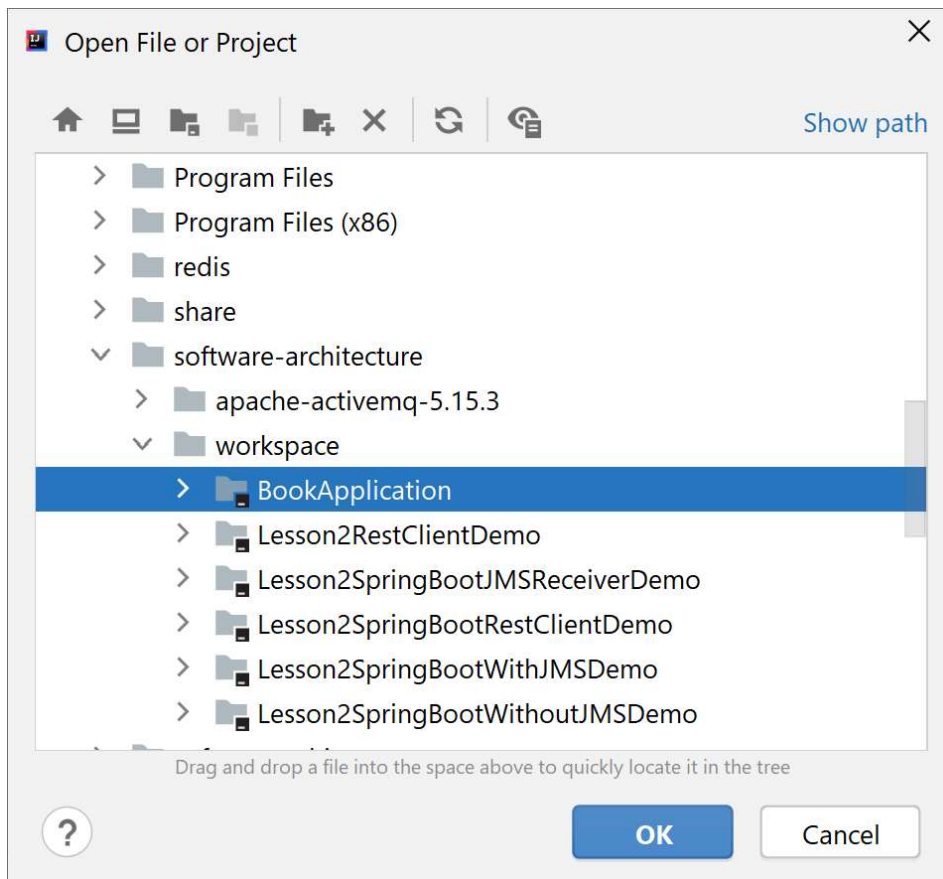 IJ
Open File or Project
Show path
Program Files
Program Files (x86)
redis
share
software-architecture
apache-activemq-5.15.3
workspace
BookApplication
Lesson2RestClientDemo
Lesson2SpringBootJMSReceiverDemo
Lesson2SpringBootRestClientDemo
Lesson2SpringBootWithJMSDemo
Lesson2SpringBootWithoutJMSDemo
Drag and drop a file into the space above to quickly locate it in the tree
?
OK
Cancel